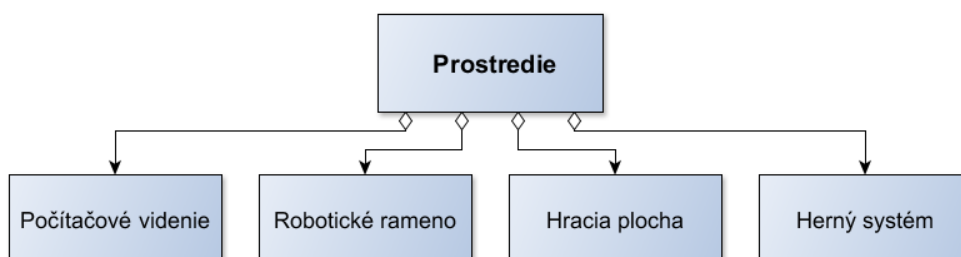 Prostredie
Počítačové videnie
Robotické rameno
Hracia plocha
Herný systém